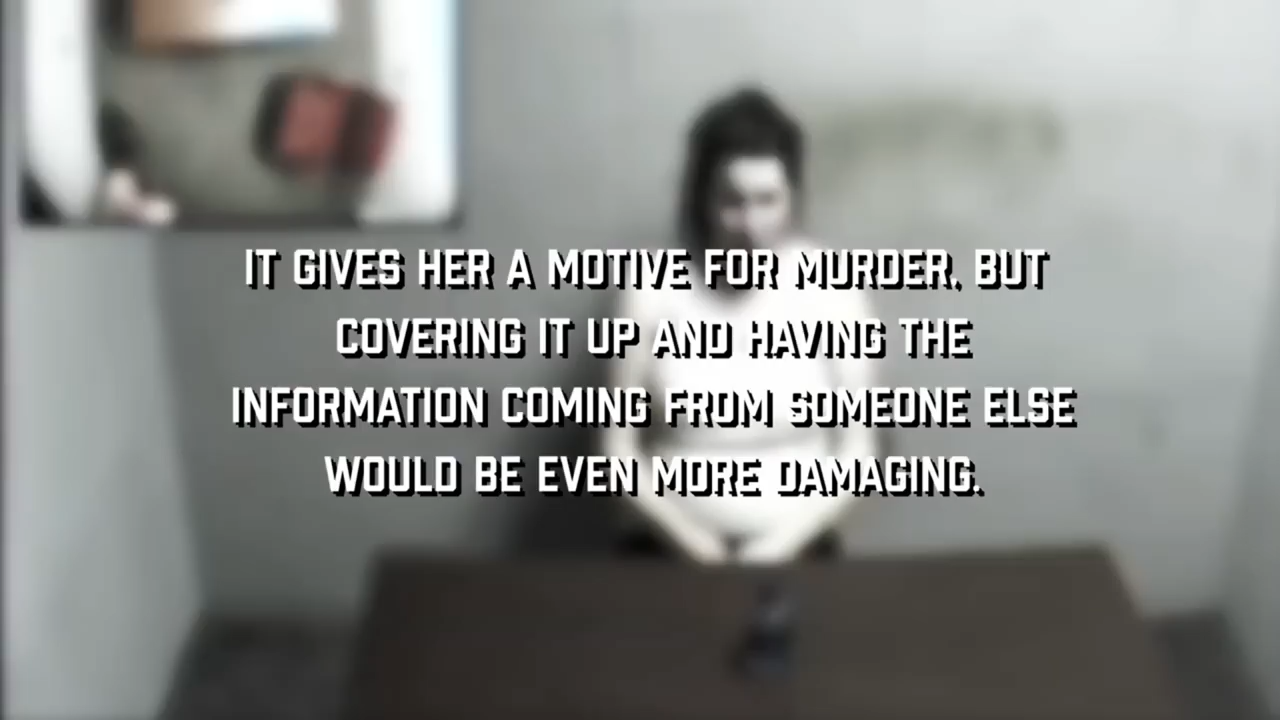 IT GIVES HER A MOTIVE FOR MURDER, BUT
COVERING IT UP AND HAVING THE
INFORMATION COMING FROM SOMEONE ELSE
WOULD BE EVEN MORE DAMAGING.